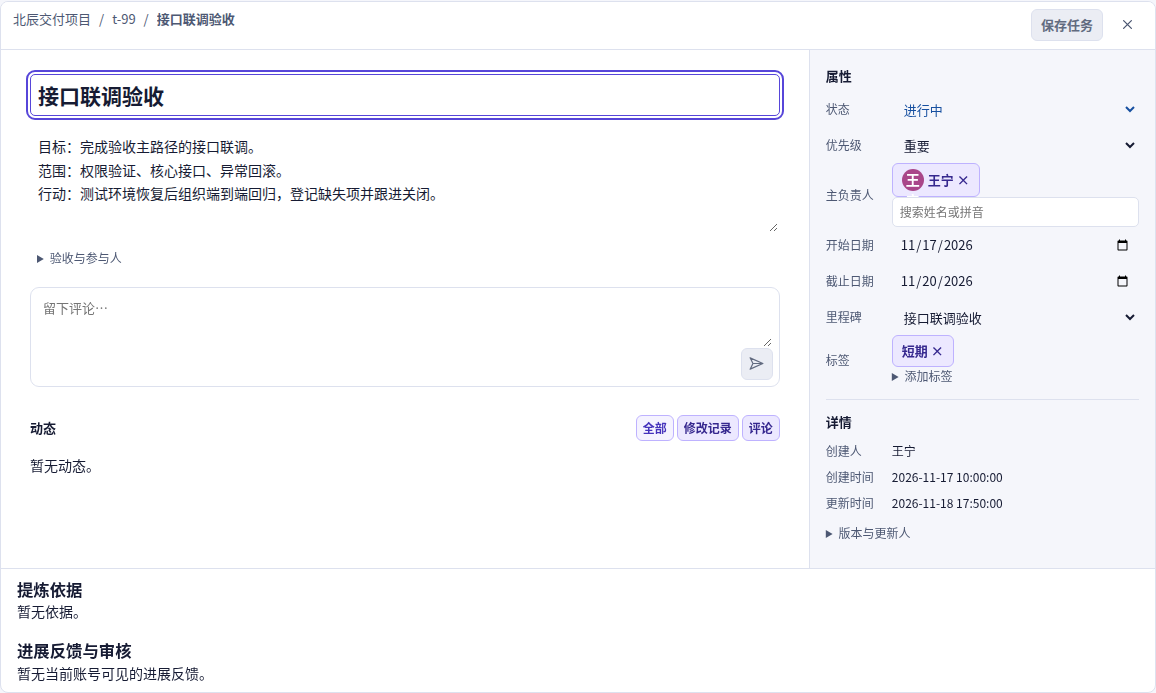 北辰交付项目 / t-99 / 接口联调验收
保存任务 ×
接口联调验收
目标：完成验收主路径的接口联调。
范围：权限验证、核心接口、异常回滚。
行动：测试环境恢复后组织端到端回归，登记缺失项并跟进关闭。
▶ 验收与参与人
留下评论…
动态
全部 修改记录 评论
暂无动态。
属性
状态 进行中
优先级 重要
主负责人 王 王宁 ×
搜索姓名或拼音
开始日期 11/17/2026
截止日期 11/20/2026
里程碑 接口联调验收
标签 短期 ×
▶ 添加标签
详情
创建人 王宁
创建时间 2026-11-17 10:00:00
更新时间 2026-11-18 17:50:00
▶ 版本与更新人
提炼依据
暂无依据。
进展反馈与审核
暂无当前账号可见的进展反馈。